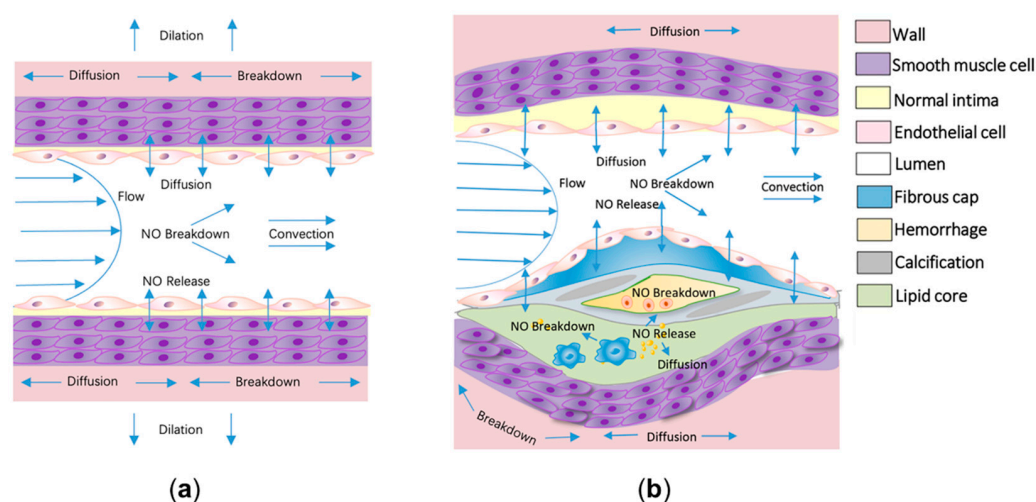 Dilation
Diffusion
Breakdown
Diffusion
Flow
NO Breakdown
Convection
NO Release
Diffusion
Breakdown
Dilation
(a)
Diffusion
Diffusion
Flow
NO Breakdown
Convection
NO Release
NO Breakdown
NO Breakdown
NO Release
Diffusion
Breakdown
Diffusion
(b)
Wall
Smooth muscle cell
Normal intima
Endothelial cell
Lumen
Fibrous cap
Hemorrhage
Calcification
Lipid core